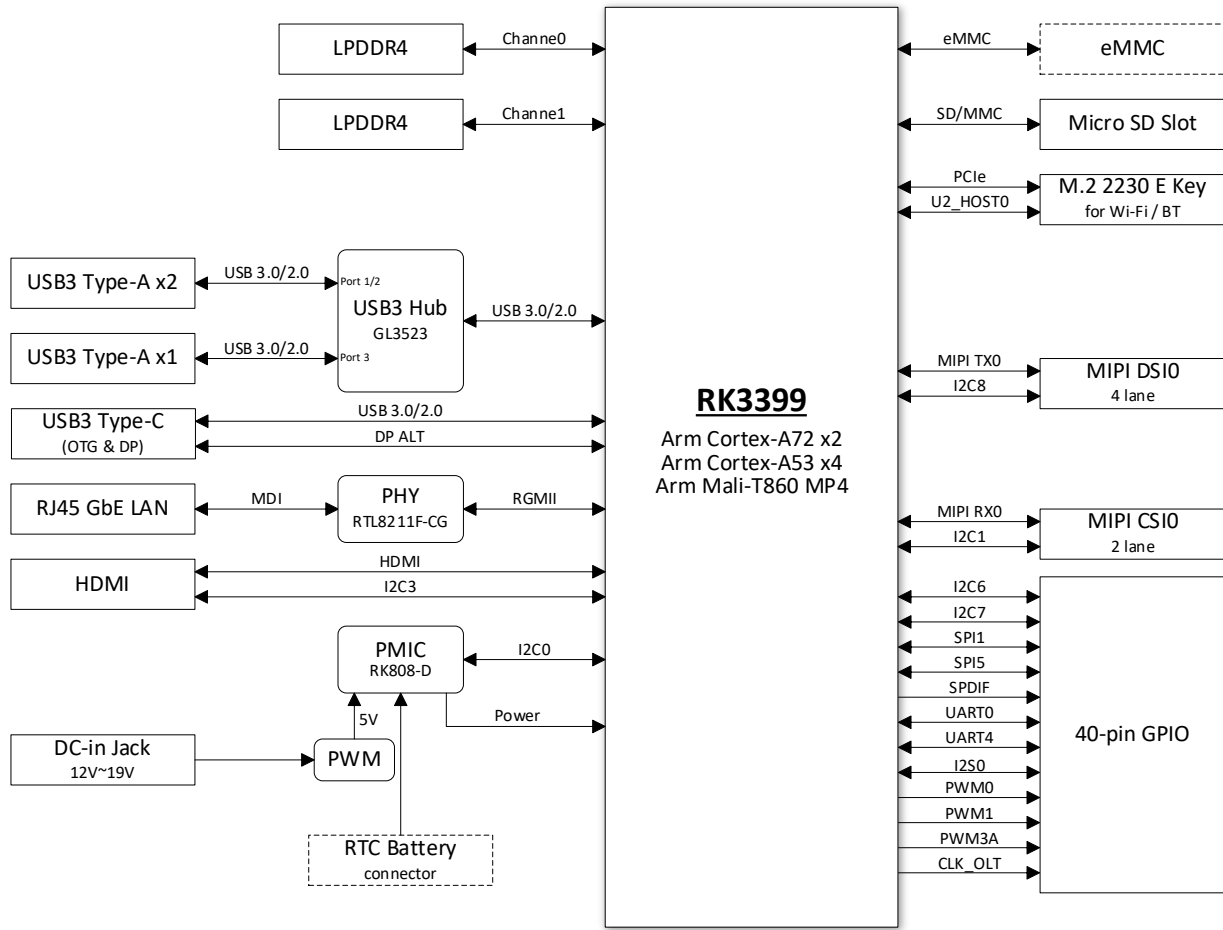 LPDDR4
Channe0
LPDDR4
Channe1
USB3 Type-A x2
USB 3.0/2.0
Port 1/2
USB3 Hub
GL3523
USB 3.0/2.0
USB3 Type-A x1
USB 3.0/2.0
Port 3
USB3 Type-C
(OTG & DP)
USB 3.0/2.0
DP ALT
RJ45 GbE LAN
MDI
PHY
RTL8211F-CG
RGMII
HDMI
HDMI
I2C3
PMIC
RK808-D
I2C0
Power
5V
DC-in Jack
12V~19V
PWM
RTC Battery
connector
RK3399
Arm Cortex-A72 x2
Arm Cortex-A53 x4
Arm Mali-T860 MP4
eMMC
eMMC
SD/MMC
Micro SD Slot
PCIe
U2_HOST0
M.2 2230 E Key
for Wi-Fi / BT
MIPI TX0
I2C8
MIPI DSI0
4 lane
MIPI RX0
I2C1
MIPI CSI0
2 lane
I2C6
I2C7
SPI1
SPI5
SPDIF
UART0
UART4
I2S0
PWM0
PWM1
PWM3A
CLK_OLT
40-pin GPIO